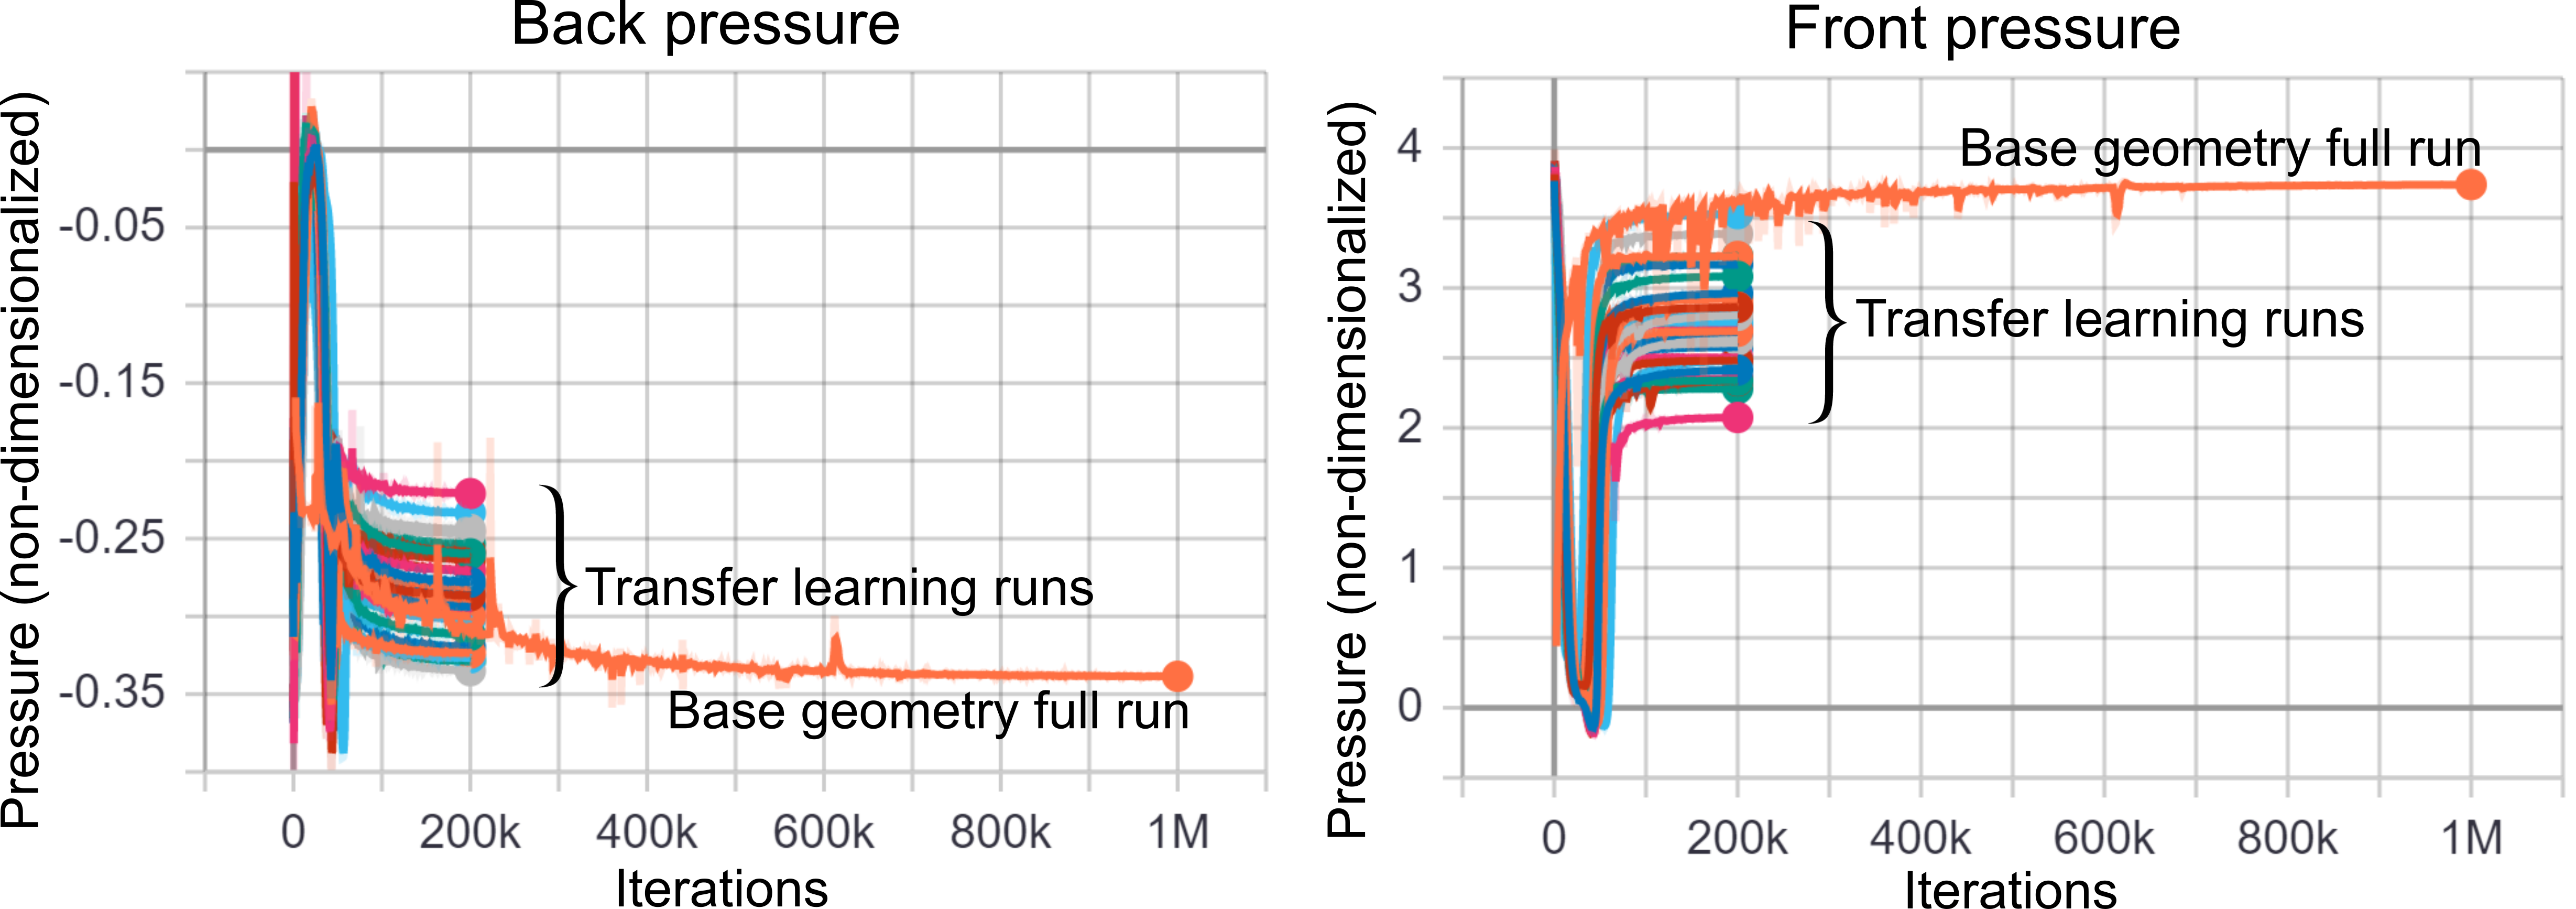 Back pressure
Pressure (non-dimensionalized)
-0.05
-0.15
-0.25
-0.35
Transfer learning runs
Base geometry full run
0 200k 400k 600k 800k 1M
Iterations
Front pressure
Pressure (non-dimensionalized)
4
3
2
1
0
Base geometry full run
Transfer learning runs
0 200k 400k 600k 800k 1M
Iterations